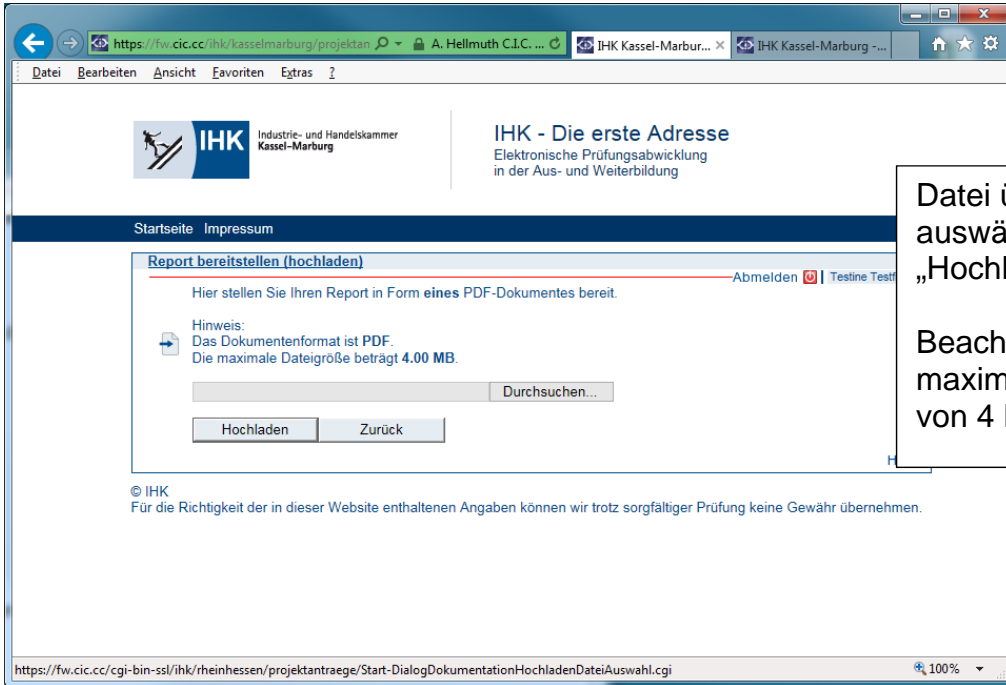 https://fw.cic.cc/ihk/kasselmarburg/projektan
A. Hellmuth C.I.C. ...
IHK Kassel-Marbur...
IHK Kassel-Marburg -...
Datei Bearbeiten Ansicht Favoriten Extras ?
IHK
Industrie- und Handelskammer
Kassel-Marburg
IHK - Die erste Adresse
Elektronische Prüfungsabwicklung
in der Aus- und Weiterbildung
Startseite Impressum
Report bereitstellen (hochladen)
Abmelden | Testine
Hier stellen Sie Ihren Report in Form eines PDF-Dokumentes bereit.
Hinweis:
Das Dokumentenformat ist PDF.
Die maximale Dateigröße beträgt 4.00 MB.
Durchsuchen...
Hochladen Zurück
© IHK
Für die Richtigkeit der in dieser Website enthaltenen Angaben können wir trotz sorgfältiger Prüfung keine Gewähr übernehmen.
Datei
von 4
https://fw.cic.cc/cgi-bin-ssl/ihk/rheinhessen/projektantraege/Start-DialogDokumentationHochladenDateiAuswahl.cgi
100%